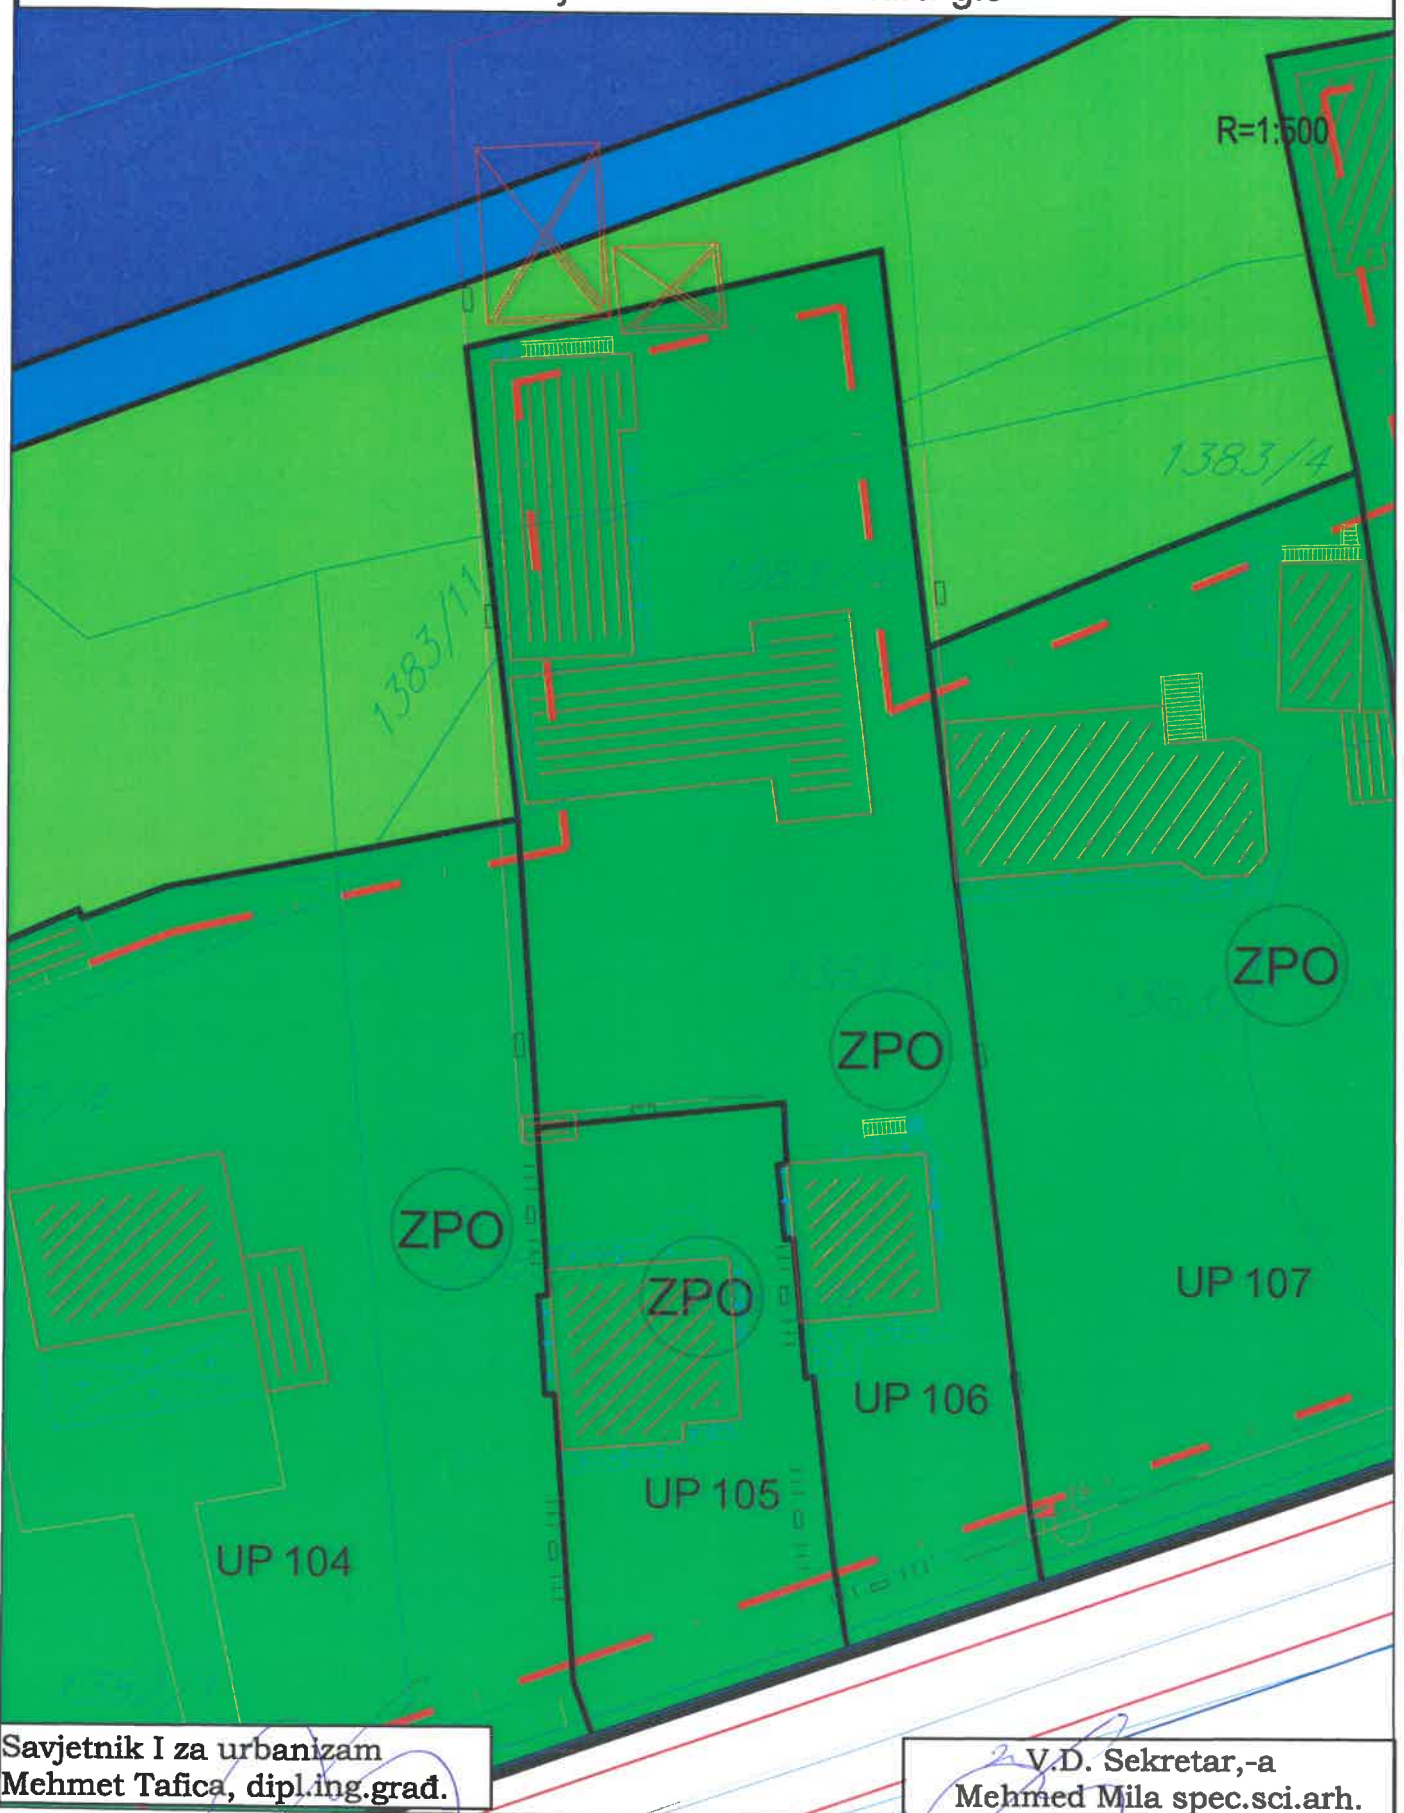 R=1:500
1383/4
1383/11
ZPO
ZPO
ZPO
ZPO
UP 107
UP 106
UP 105
UP 104
Savjetnik I za urbanizam
Mehmet Tafica, dipl.ing.građ.
V.D. Sekretar,-a
Mehmed Mila spec.sci.arh.